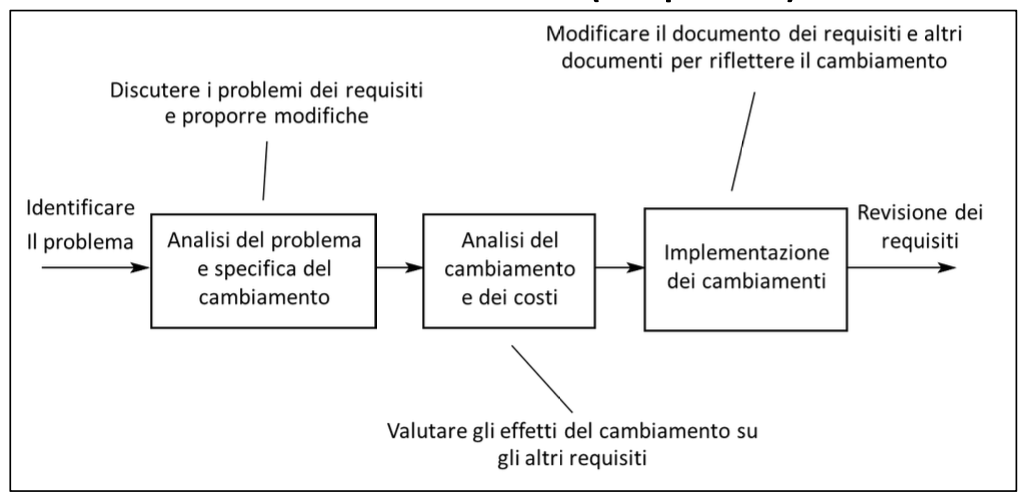 Modificare il documento dei requisiti e altri
documenti per riflettere il cambiamento
Discutere i problemi dei requisiti
e proporre modifiche
Identificare
Il problema
Analisi del problema
e specifica del
cambiamento
Analisi del
cambiamento
e dei costi
Implementazione
dei cambiamenti
Revisione dei
requisiti
Valutare gli effetti del cambiamento su
gli altri requisiti